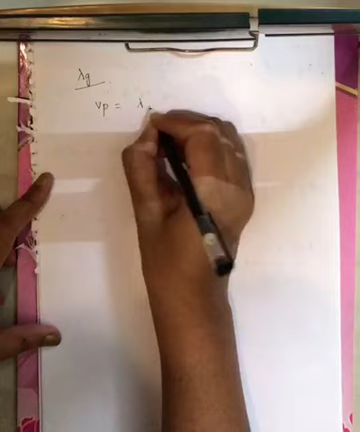 λg
vp = λ